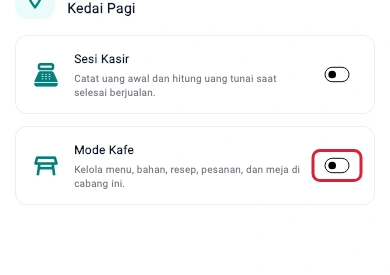 Kedai Pagi
Sesi Kasir
Catat uang awal dan hitung uang tunai saat
selesai berjualan.
Mode Kafe
Kelola menu, bahan, resep, pesanan, dan meja di
cabang ini.